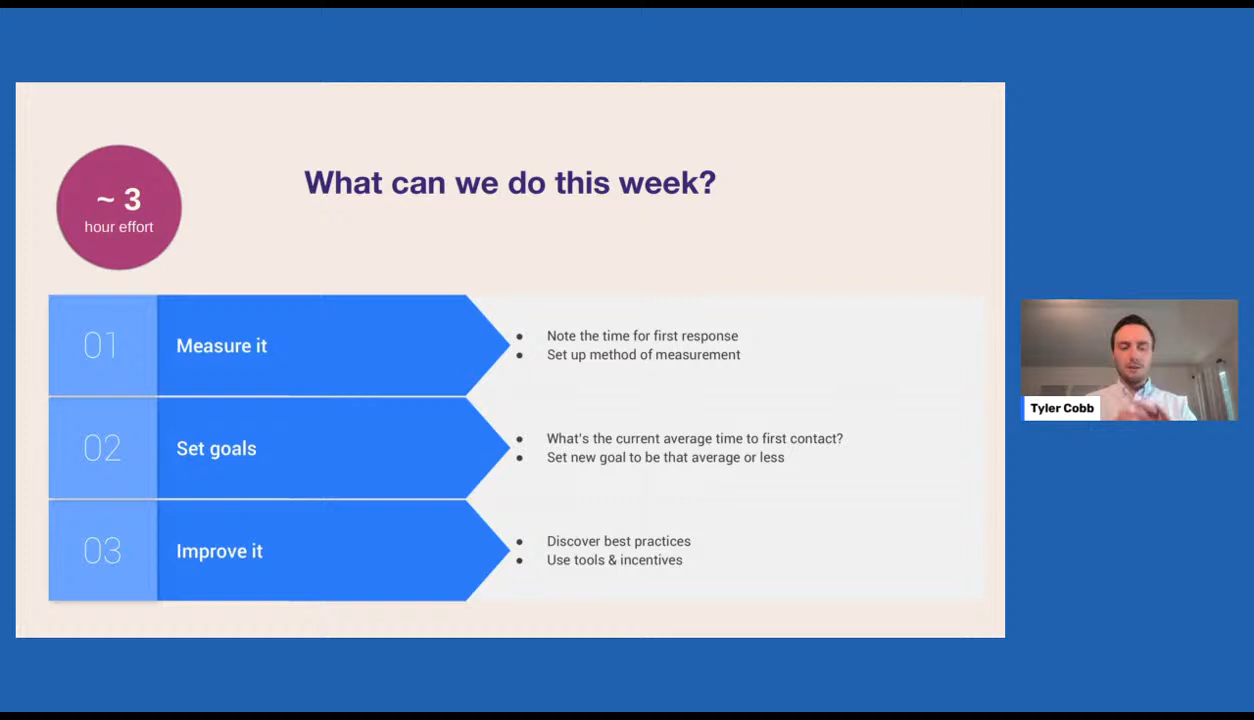 ~ 3
hour effort
What can we do this week?
01
Measure it
● Note the time for first response
● Set up method of measurement
02
Set goals
● What's the current average time to first contact?
● Set new goal to be that average or less
03
Improve it
● Discover best practices
● Use tools & incentives
Tyler Cobb